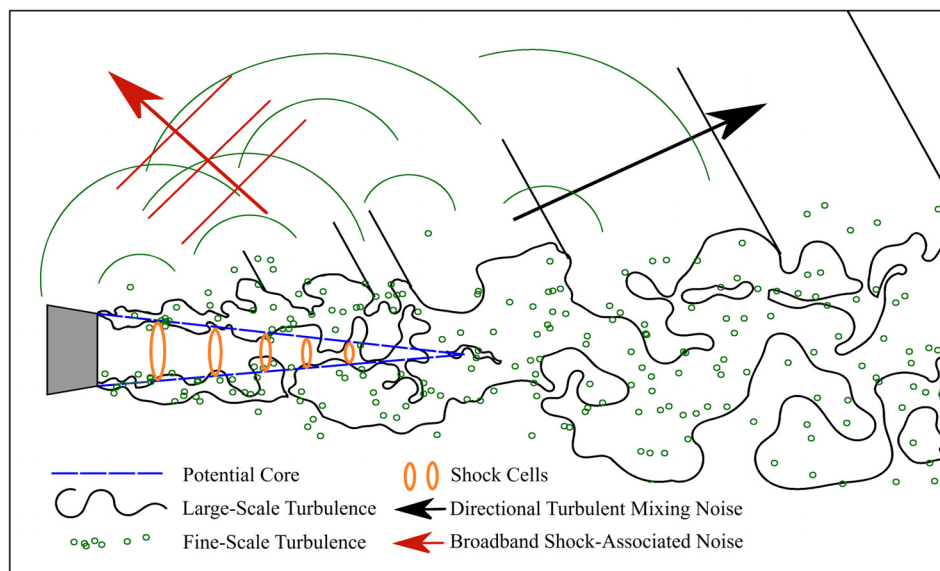 Potential Core
Shock Cells
Large-Scale Turbulence
Directional Turbulent Mixing Noise
Fine-Scale Turbulence
Broadband Shock-Associated Noise